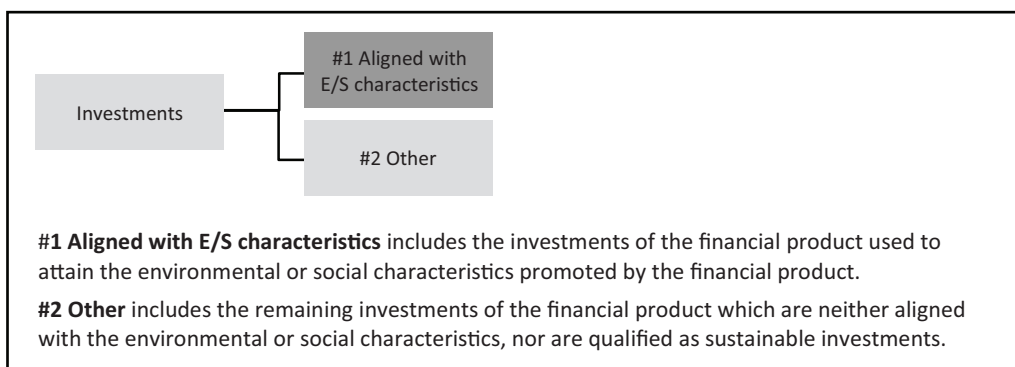 #1 Aligned with
E/S characteristics
Investments
#2 Other
#1 Aligned with E/S characteristics includes the investments of the financial product used to
attain the environmental or social characteristics promoted by the financial product.
#2 Other includes the remaining investments of the financial product which are neither aligned
with the environmental or social characteristics, nor are qualified as sustainable investments.